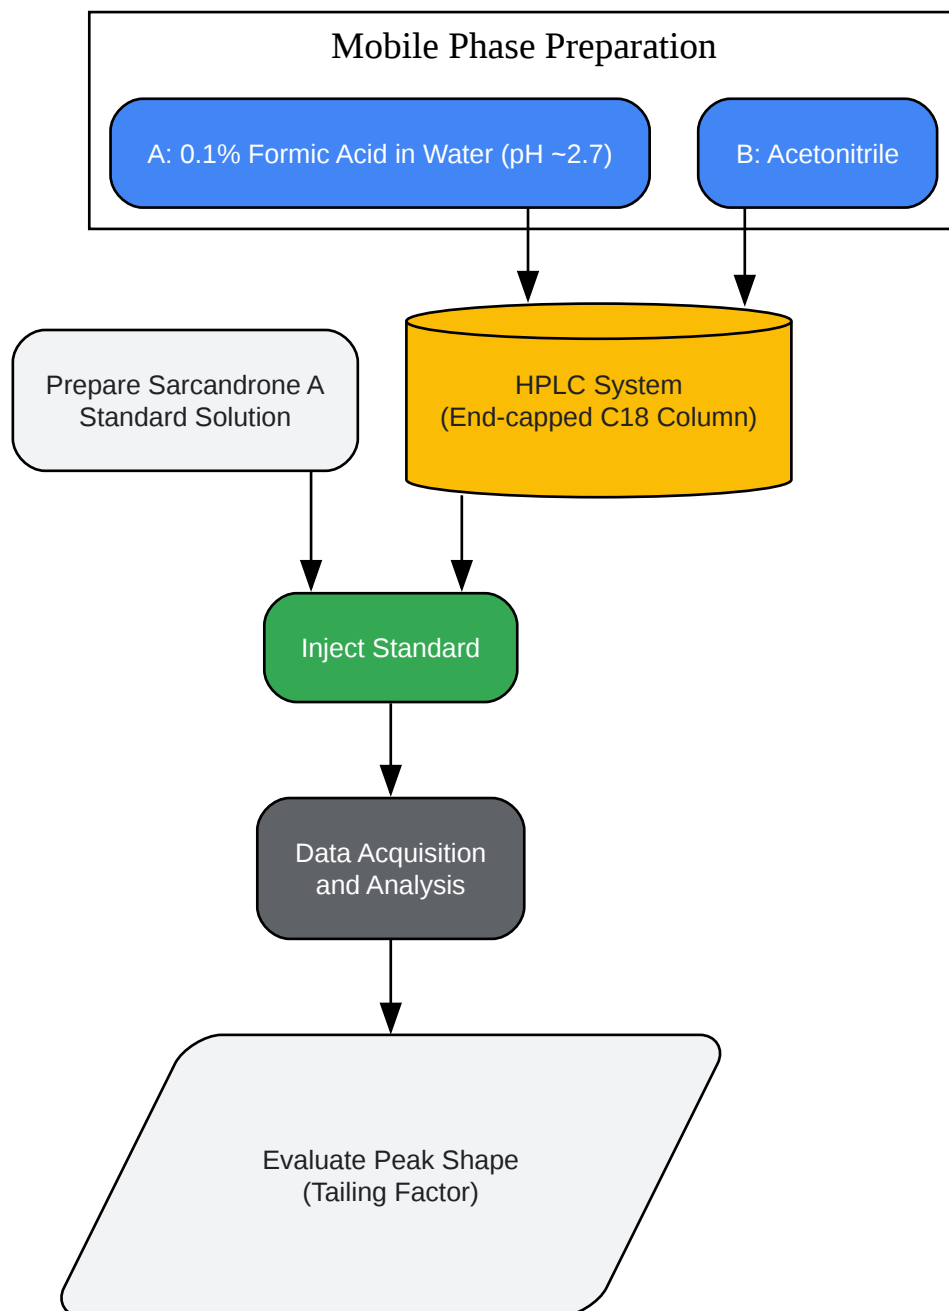 Mobile Phase Preparation
A: 0.1% Formic Acid in Water (pH ~2.7)
B: Acetonitrile
Prepare Sarcandrone A
Standard Solution
HPLC System
(End-capped C18 Column)
Inject Standard
Data Acquisition
and Analysis
Evaluate Peak Shape
(Tailing Factor)